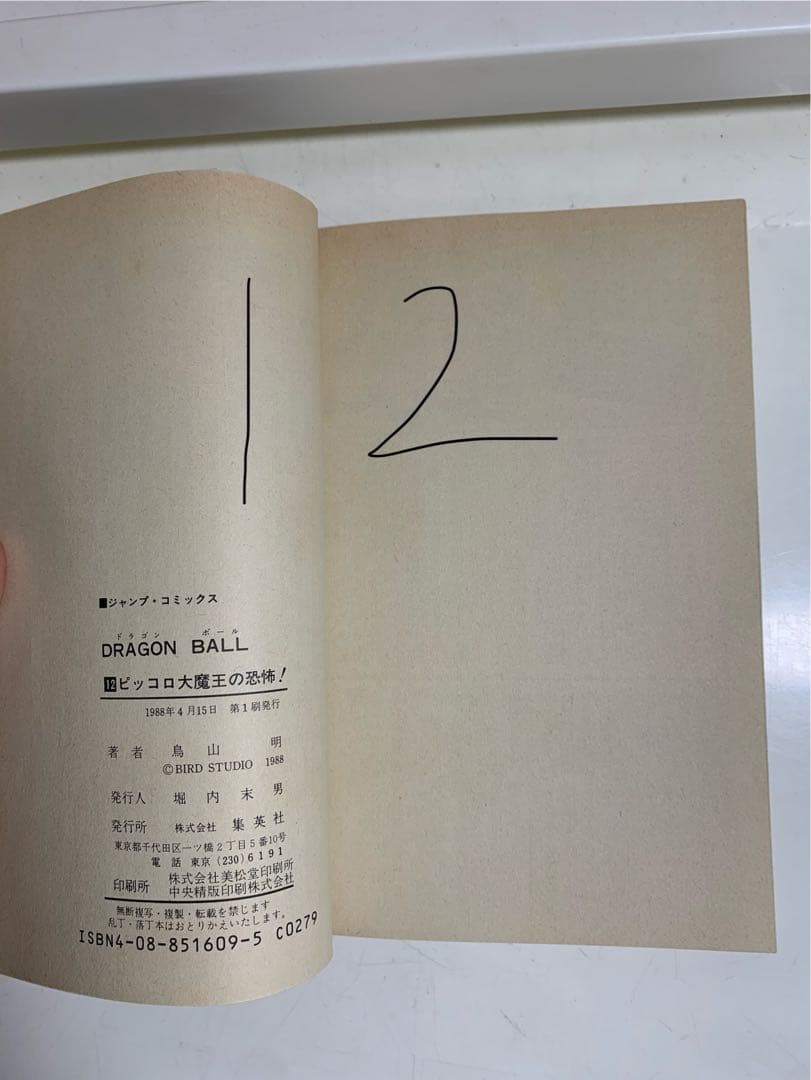 1 2
■ジャンプ・コミックス
ドラゴン ボール
DRAGON BALL
12ピッコロ大魔王の恐怖!
1988年4月15日 第1刷発行
著者 鳥山 明
©BIRD STUDIO 1988
発行人 堀内末男
発行所 株式会社 集英社
東京都千代田区一ツ橋2丁目5番10号
電話 東京(230)6191
印刷所 株式会社美松堂印刷所
中央精版印刷株式会社
無断複写・複製・転載を禁じます
乱丁・落丁本はおとりかえいたします。
ISBN4-08-851609-5 C0279